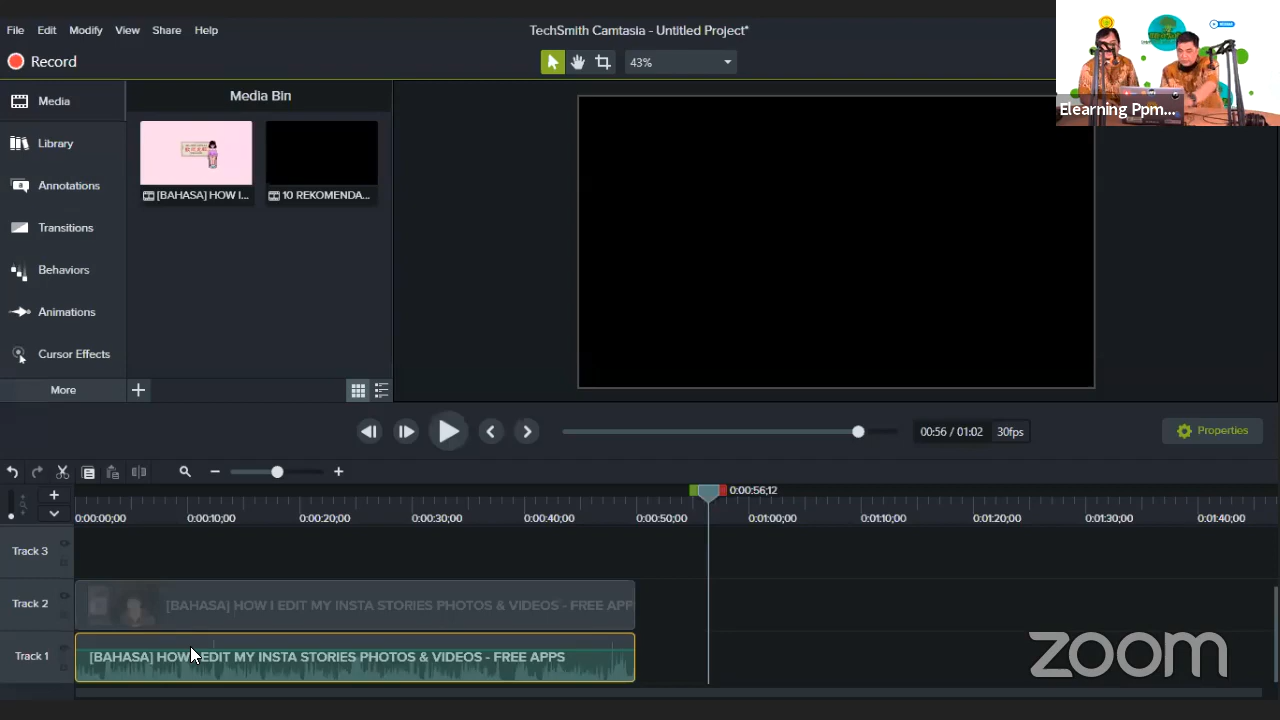 File Edit Modify View Share Help
TechSmith Camtasia - Untitled Project*
Record
43%
Elearning Ppm...
Media
Media Bin
Library
[BAHASA] HOW I...
10 REKOMENDA...
Annotations
Transitions
Behaviors
Animations
Cursor Effects
More
00:56 / 01:02
30fps
Properties
0:00:56;12
0:00:00;00
0:00:10;00
0:00:20;00
0:00:30;00
0:00:40;00
0:00:50;00
0:01:00;00
0:01:10;00
0:01:20;00
0:01:30;00
0:01:40;00
Track 3
Track 2
[BAHASA] HOW I EDIT MY INSTA STORIES PHOTOS & VIDEOS - FREE APP
Track 1
[BAHASA] HOW EDIT MY INSTA STORIES PHOTOS & VIDEOS - FREE APPS
zoom